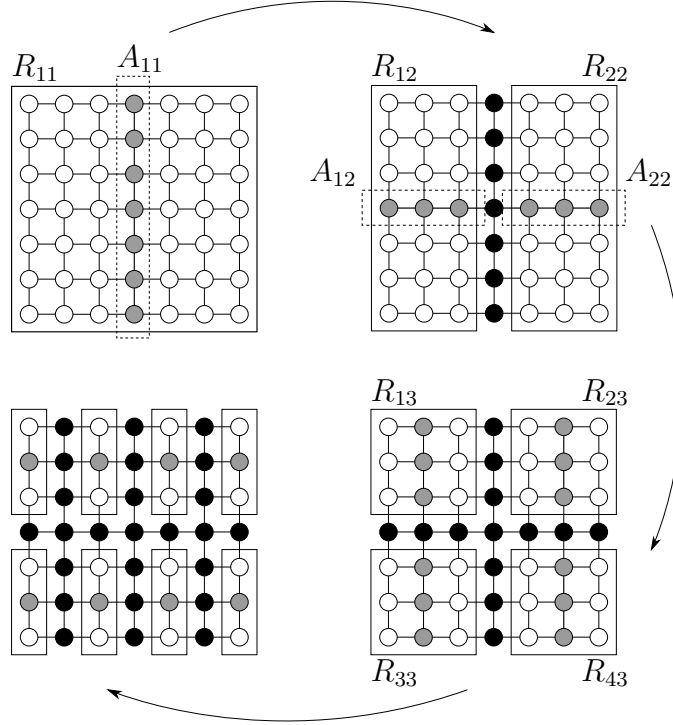 R₁₁ A₁₁
R₁₂ R₂₂
A₁₂ A₂₂
R₁₃ R₂₃
R₃₃ R₄₃